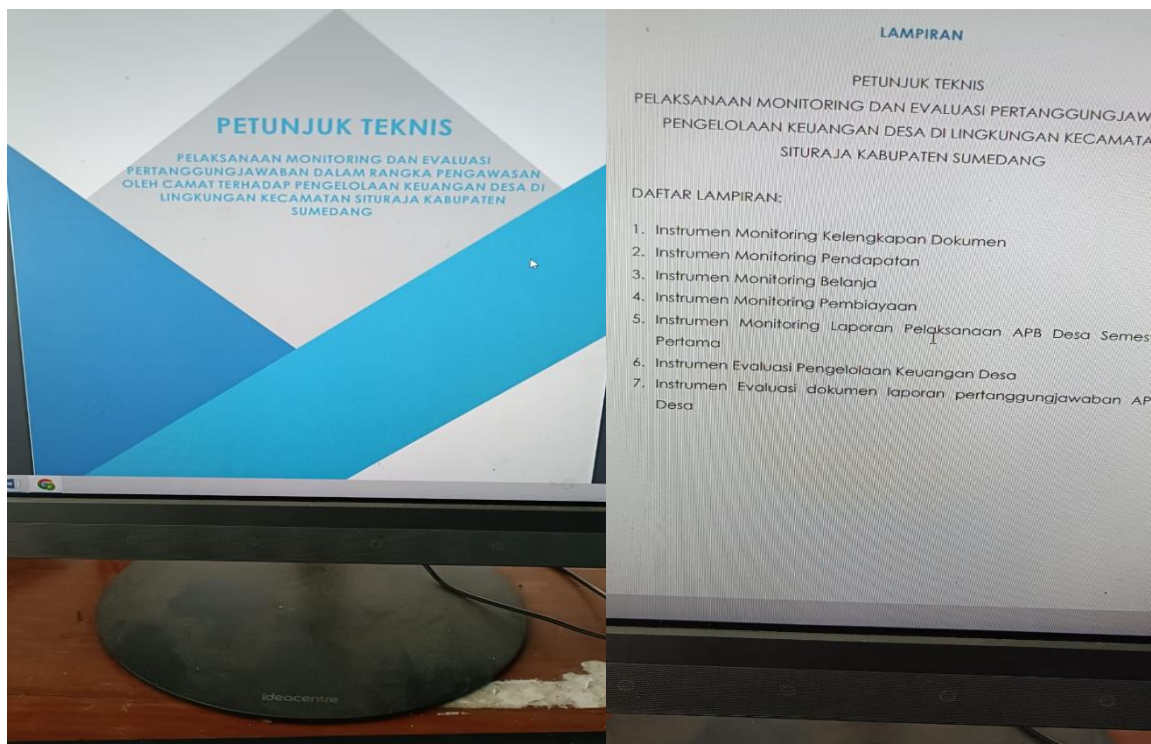 PETUNJUK TEKNIS
PELAKSANAAN MONITORING DAN EVALUASI
PERTANGGUNGJAWABAN DALAM RANGKA PENGAWASAN
OLEH CAMAT TERHADAP PENGELOLAAN KEUANGAN DESA DI
LINGKUNGAN KECAMATAN SITURAJA KABUPATEN
SUMEDANG
ideacentre
LAMPIRAN
PETUNJUK TEKNIS
PELAKSANAAN MONITORING DAN EVALUASI PERTANGGUNGJAW
PENGELOLAAN KEUANGAN DESA DI LINGKUNGAN KECAMATA
SITURAJA KABUPATEN SUMEDANG
DAFTAR LAMPIRAN:
1. Instrumen Monitoring Kelengkapan Dokumen
2. Instrumen Monitoring Pendapatan
3. Instrumen Monitoring Belanja
4. Instrumen Monitoring Pembiayaan
5. Instrumen Monitoring Laporan Pelaksanaan APB Desa Semes
Pertama
6. Instrumen Evaluasi Pengelolaan Keuangan Desa
7. Instrumen Evaluasi dokumen laporan pertanggungjawaban AP
Desa